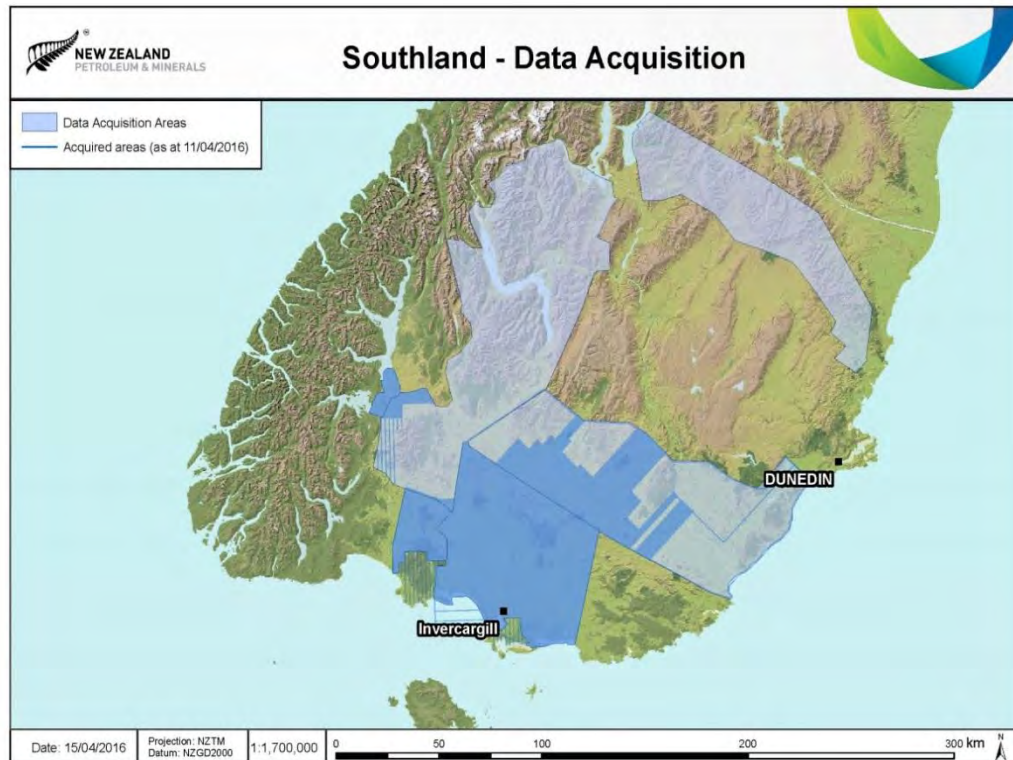 ®
NEW ZEALAND
PETROLEUM & MINERALS
Southland - Data Acquisition
Data Acquisition Areas
Acquired areas (as at 11/04/2016)
DUNEDIN
Invercargill
Date: 15/04/2016
Projection: NZTM
Datum: NZGD2000
1:1,700,000
0 50 100 200 300 km
N